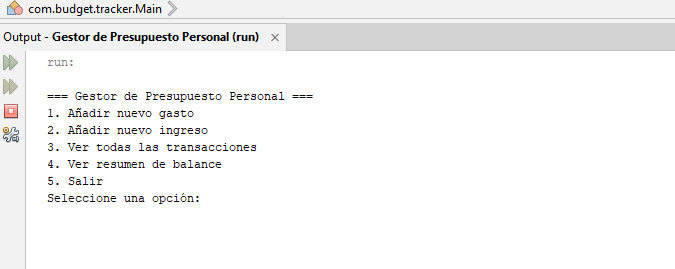 com.budget.tracker.Main
Output - Gestor de Presupuesto Personal (run) ×
run:
=== Gestor de Presupuesto Personal ===
1. Añadir nuevo gasto
2. Añadir nuevo ingreso
3. Ver todas las transacciones
4. Ver resumen de balance
5. Salir
Seleccione una opción: